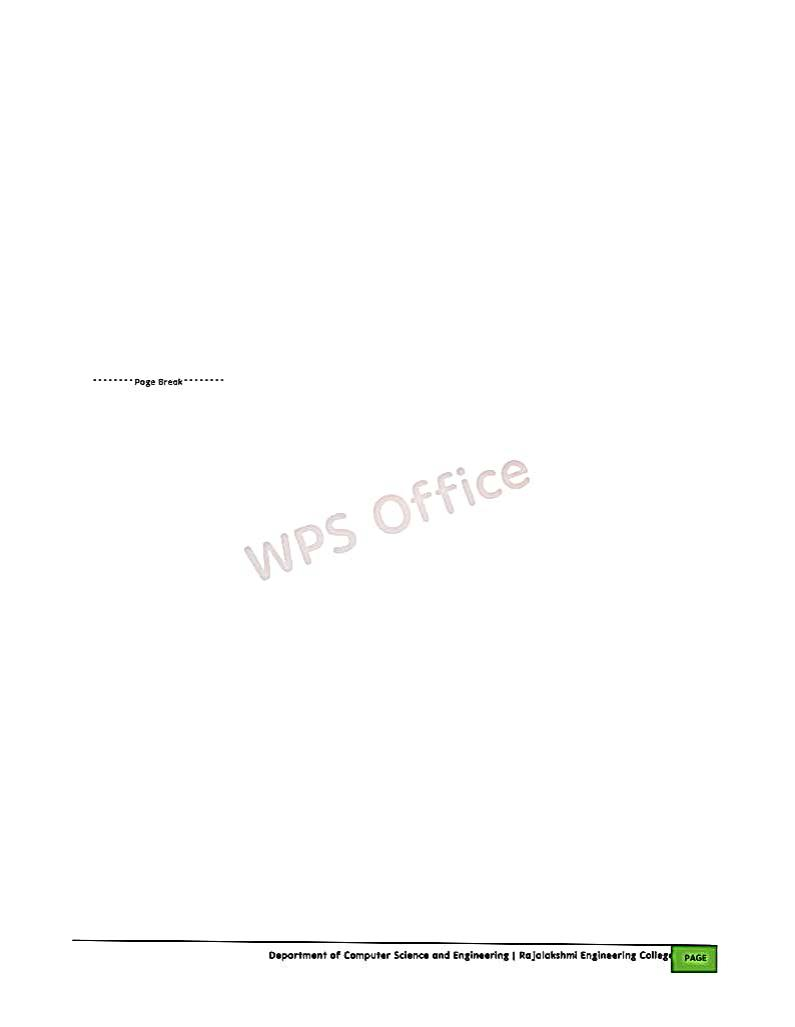 --------Page Break--------
WPS Office
Department of Computer Science and Engineering | Rajalakshmi Engineering College
PAGE